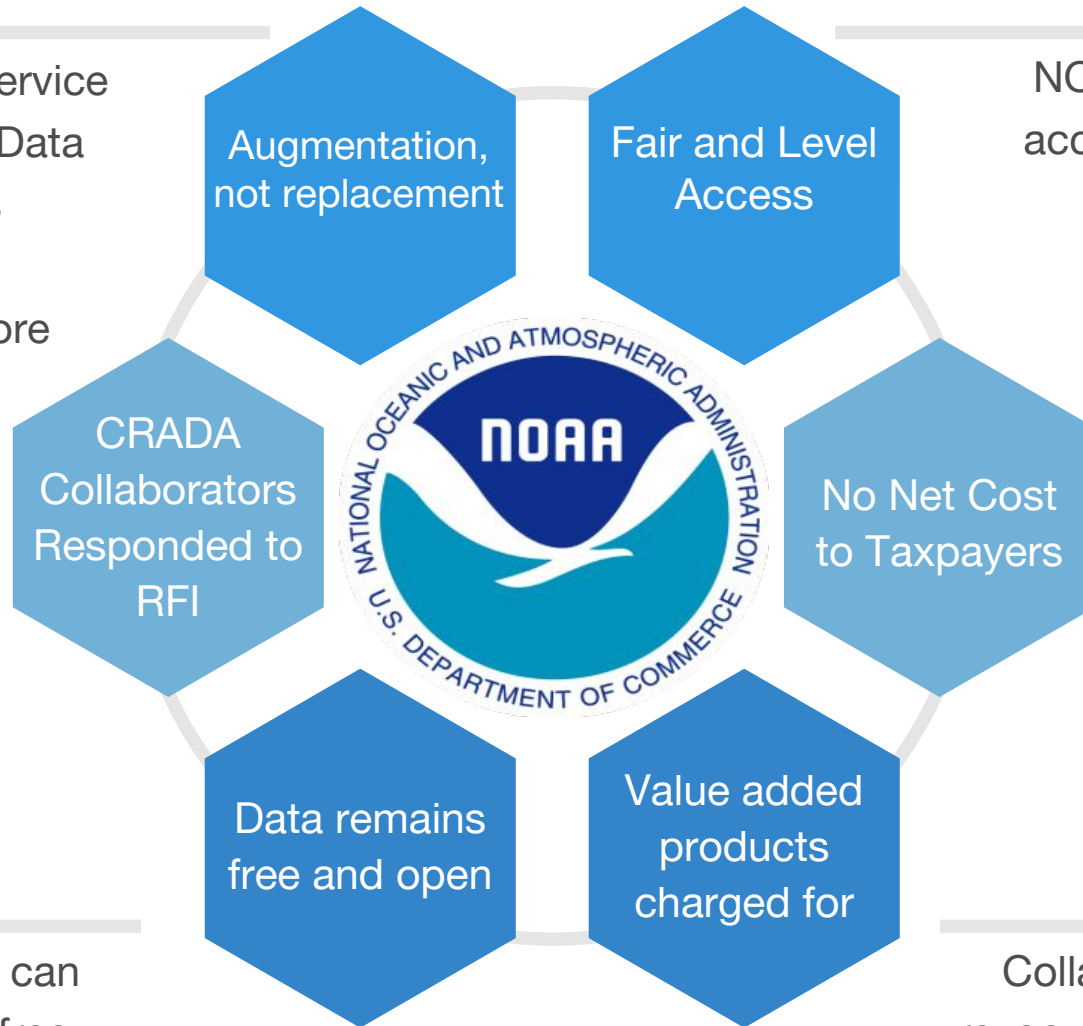 ervice
Data
ore
Augmentation,
not replacement
Fair and Level
Access
NO
acc
CRADA
Collaborators
Responded to
RFI
NATIONAL OCEANIC AND ATMOSPHERIC ADMINISTRATION
NOAA
U.S. DEPARTMENT OF COMMERCE
No Net Cost
to Taxpayers
Data remains
free and open
Value added
products
charged for
can
Colla